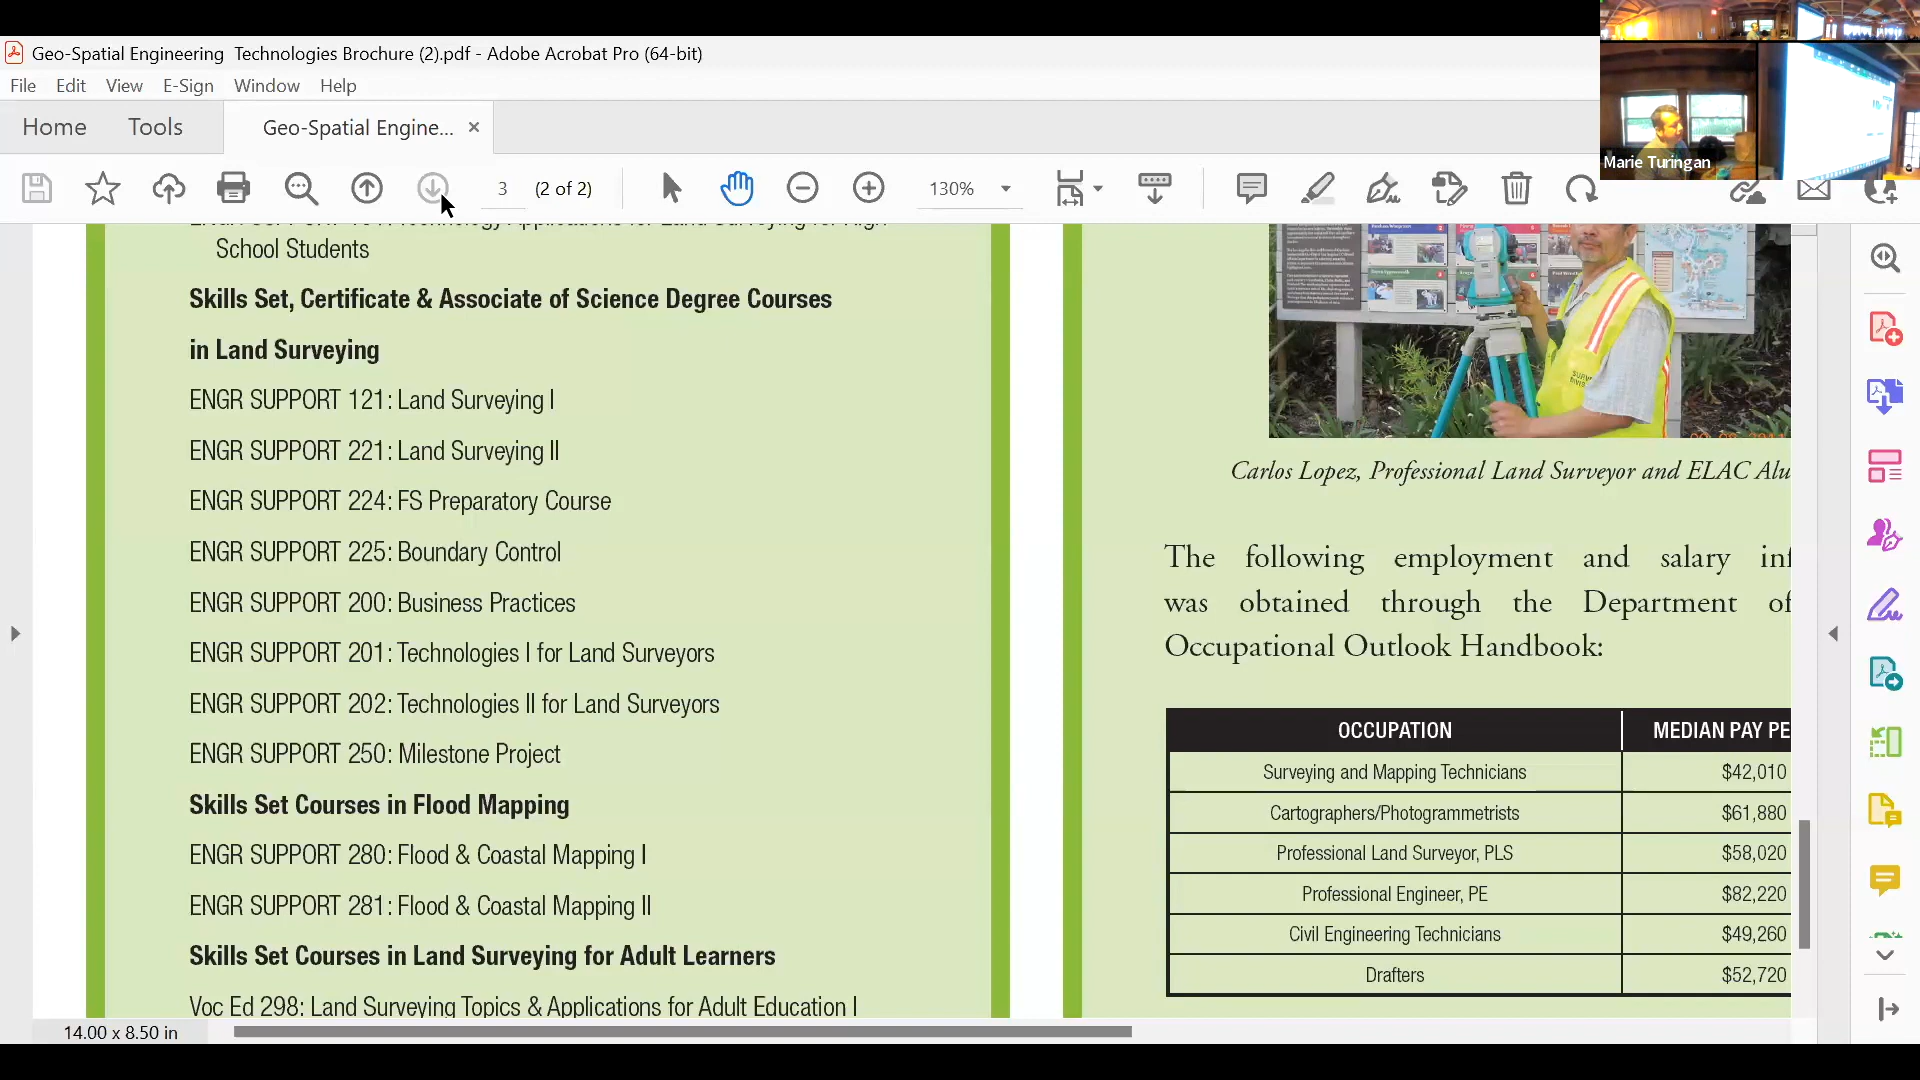 Geo-Spatial Engineering  Technologies Brochure (2).pdf - Adobe Acrobat Pro (64-bit)
File Edit View E-Sign Window Help
Home Tools Geo-Spatial Engine... ×
3 (2 of 2) 130%
Marie Turingan
School Students
Skills Set, Certificate & Associate of Science Degree Courses
in Land Surveying
ENGR SUPPORT 121: Land Surveying I
ENGR SUPPORT 221: Land Surveying II
ENGR SUPPORT 224: FS Preparatory Course
ENGR SUPPORT 225: Boundary Control
ENGR SUPPORT 200: Business Practices
ENGR SUPPORT 201: Technologies I for Land Surveyors
ENGR SUPPORT 202: Technologies II for Land Surveyors
ENGR SUPPORT 250: Milestone Project
Skills Set Courses in Flood Mapping
ENGR SUPPORT 280: Flood & Coastal Mapping I
ENGR SUPPORT 281: Flood & Coastal Mapping II
Skills Set Courses in Land Surveying for Adult Learners
Voc Ed 298: Land Surveying Topics & Applications for Adult Education I
Carlos Lopez, Professional Land Surveyor and ELAC Alu
The following employment and salary inf
was obtained through the Department of
Occupational Outlook Handbook:
OCCUPATION MEDIAN PAY PE
Surveying and Mapping Technicians $42,010
Cartographers/Photogrammetrists $61,880
Professional Land Surveyor, PLS $58,020
Professional Engineer, PE $82,220
Civil Engineering Technicians $49,260
Drafters $52,720
14.00 x 8.50 in